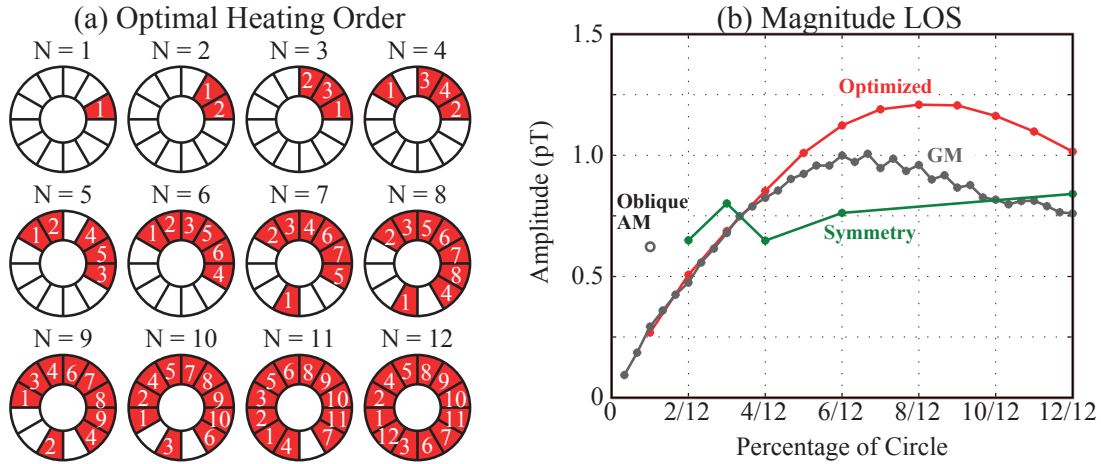 (a) Optimal Heating Order
N = 1
N = 2
N = 3
N = 4
1
1 2
2 3 1
1 3 4 2
N = 5
N = 6
N = 7
N = 8
1 2 4 5 3
1 2 3 5 6 4
2 3 4 6 7 5 1
2 3 5 6 7 8 4 1
N = 9
N = 10
N = 11
N = 12
1 3 4 6 7 8 9 4 2
1 2 4 5 7 8 9 10 6 3
1 2 3 5 6 8 9 10 11 7 4
12 1 2 4 5 8 9 10 11 7 6 3
(b) Magnitude LOS
Amplitude (pT)
1.5
1.0
0.5
0
Optimized
GM
Oblique
AM
Symmetry
0
2/12
4/12
6/12
8/12
10/12
12/12
Percentage of Circle